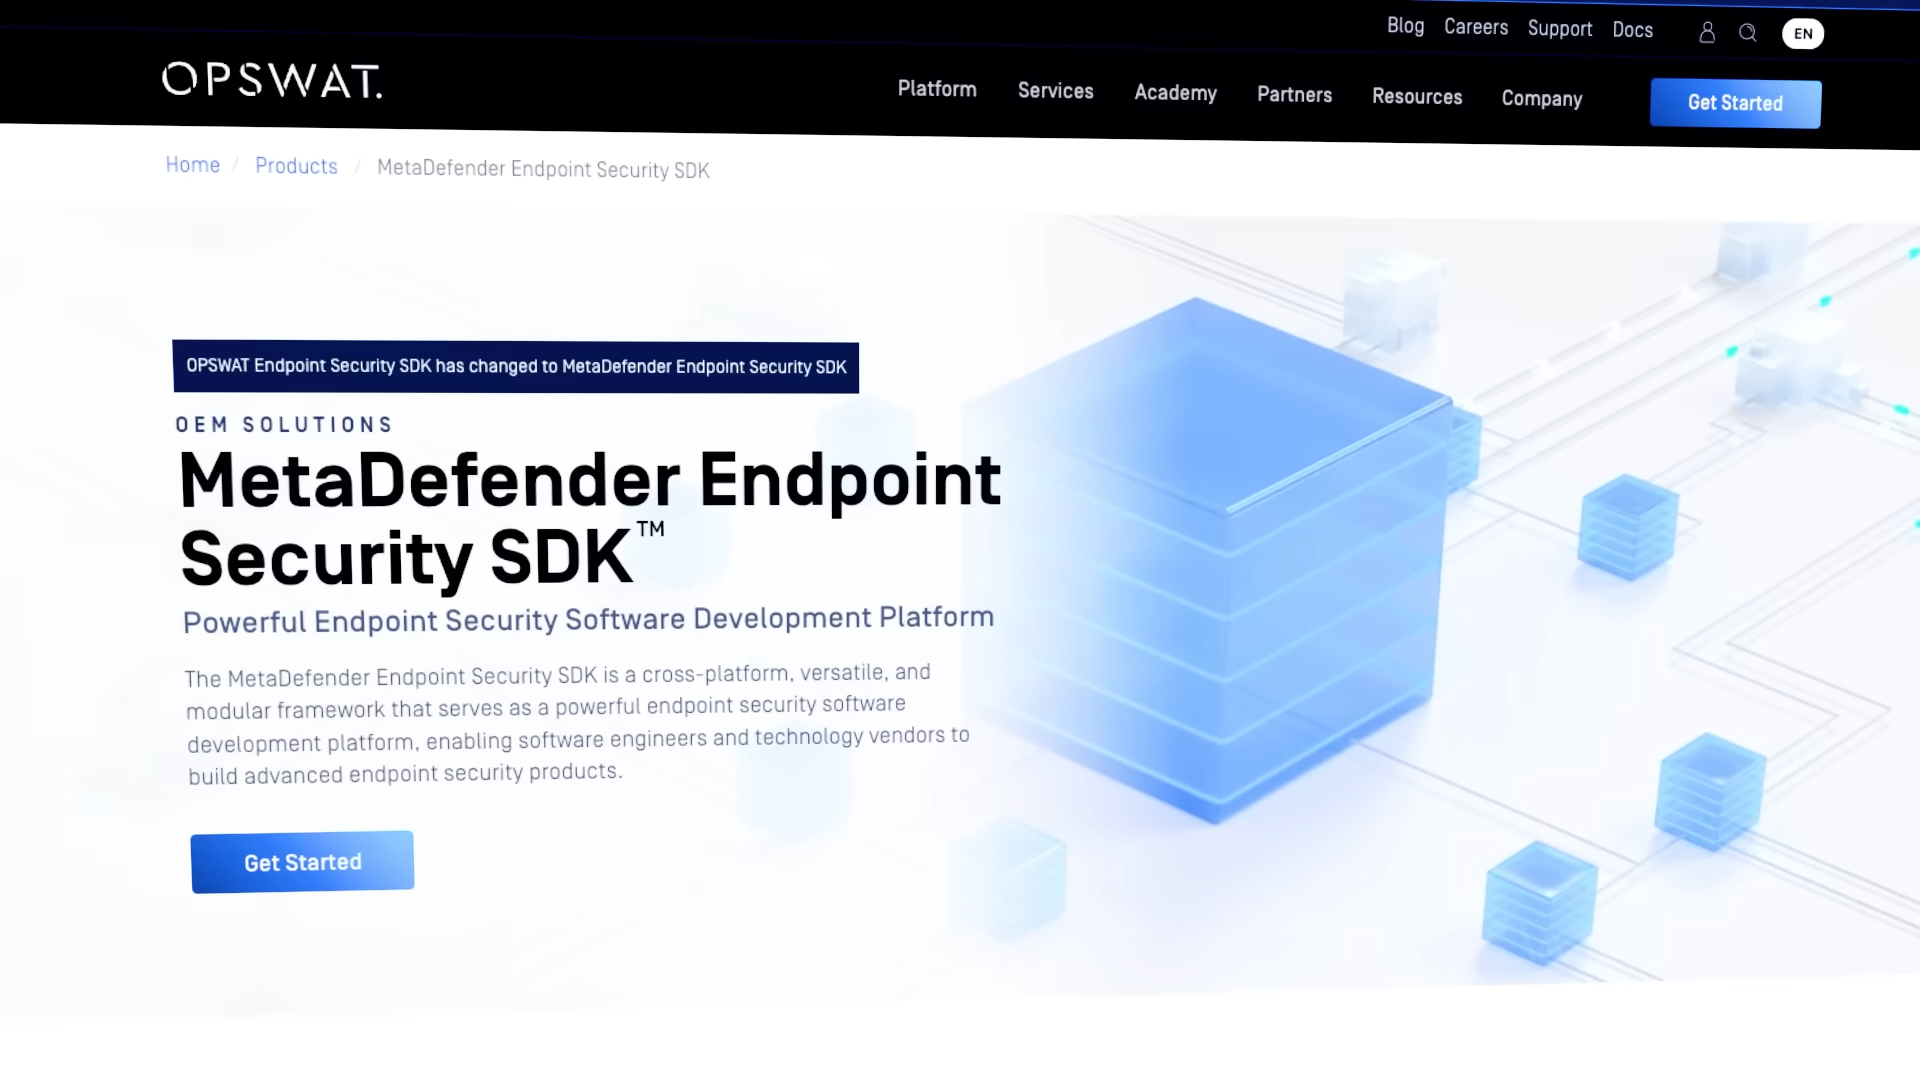 Blog Careers Support Docs EN
OPSWAT.
Platform Services Academy Partners Resources Company Get Started
Home / Products / MetaDefender Endpoint Security SDK
OPSWAT Endpoint Security SDK has changed to MetaDefender Endpoint Security SDK
OEM SOLUTIONS
MetaDefender Endpoint
Security SDK™
Powerful Endpoint Security Software Development Platform
The MetaDefender Endpoint Security SDK is a cross-platform, versatile, and
modular framework that serves as a powerful endpoint security software
development platform, enabling software engineers and technology vendors to
build advanced endpoint security products.
Get Started